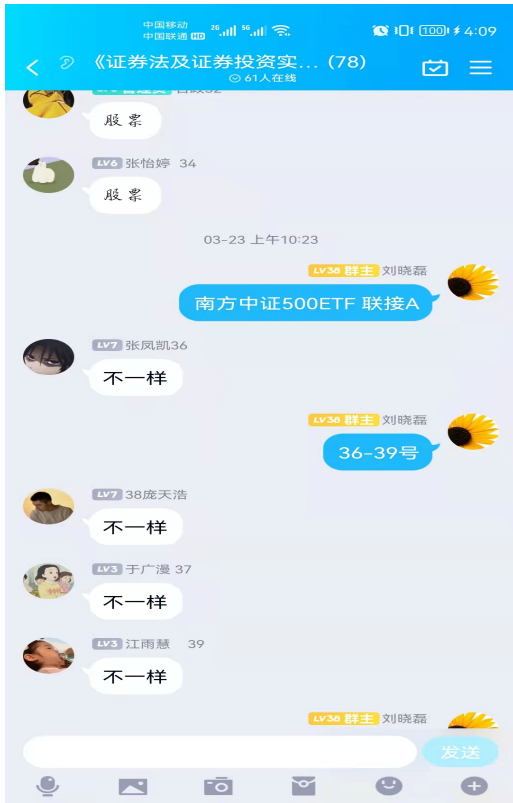 中国移动
中国联通 HD
2G 5G 100 4:09
《证券法及证券投资实... (78)
61人在线
股票
LV6 张怡婷 34
股票
03-23 上午10:23
LV38 群主 刘晓磊
南方中证500ETF 联接A
LV7 张凤凯36
不一样
LV38 群主 刘晓磊
36-39号
LV7 38庞天浩
不一样
LV3 于广漫 37
不一样
LV3 江雨慧 39
不一样
LV38 群主 刘晓磊
发送